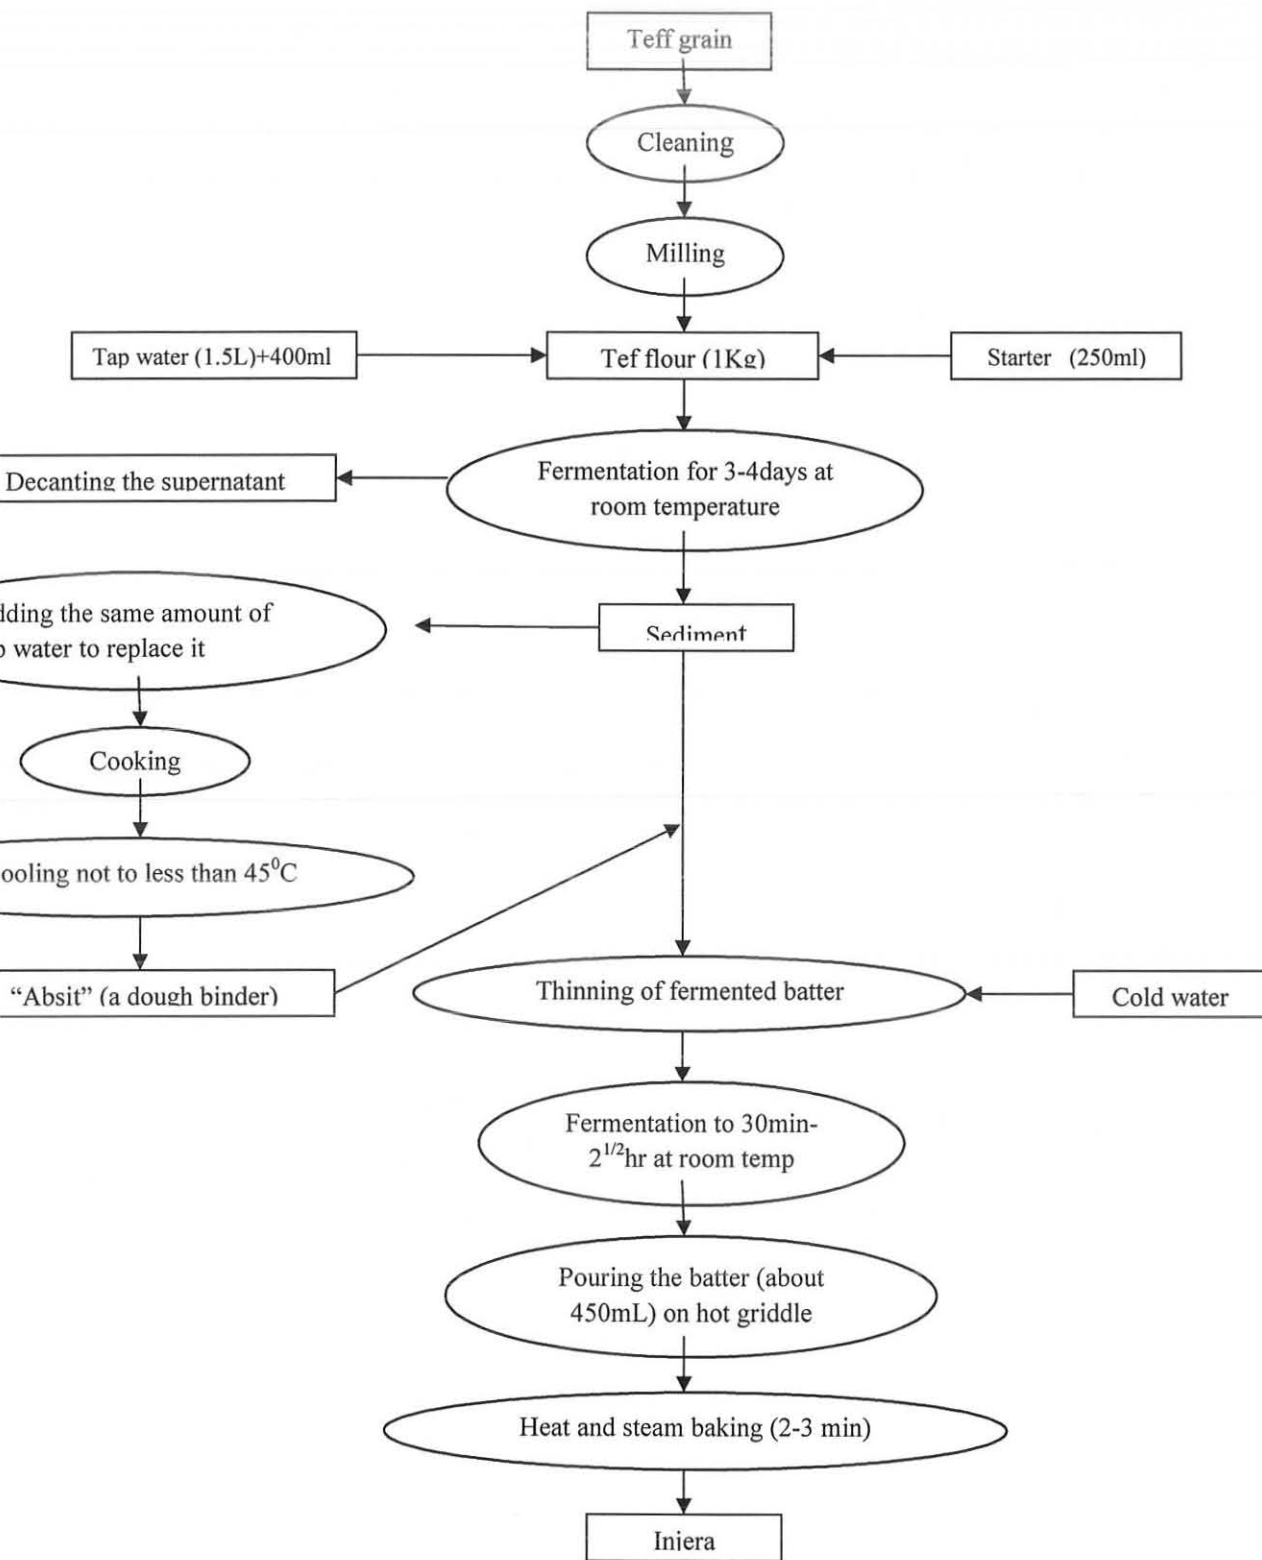 Teff grain
Cleaning
Milling
Tap water (1.5L)+400ml
Tef flour (1Kg)
Starter (250ml)
Decanting the supernatant
Fermentation for 3-4days at
room temperature
dding the same amount of
water to replace it
Sediment
Cooking
ooling not to less than 45⁰C
“Absit” (a dough binder)
Thinning of fermented batter
Cold water
Fermentation to 30min-
2¹/²hr at room temp
Pouring the batter (about
450mL) on hot griddle
Heat and steam baking (2-3 min)
Injera